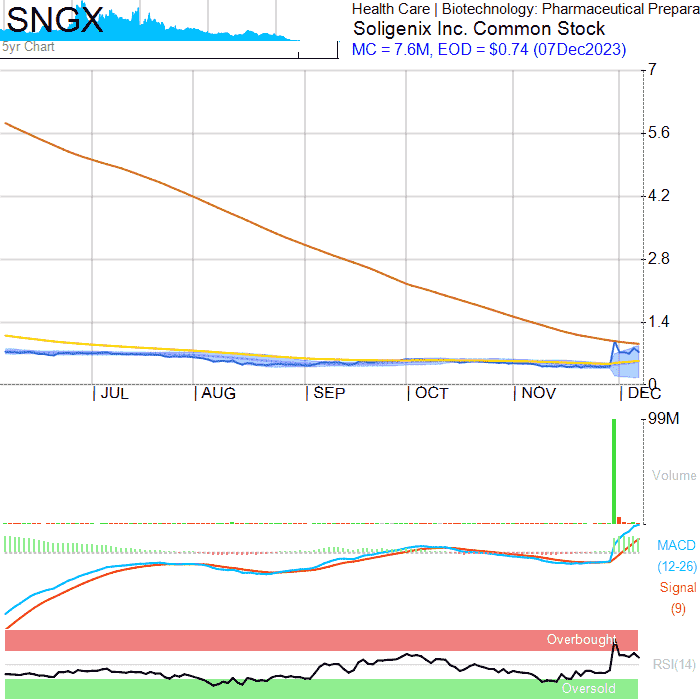 SNGX
5yr Chart
Health Care | Biotechnology: Pharmaceutical Prepara
Soligenix Inc. Common Stock
MC = 7.6M, EOD = $0.74 (07Dec2023)
7
5.6
4.2
2.8
1.4
0
| JUL | AUG | SEP | OCT | NOV | DEC
99M
Volume
MACD
(12-26)
Signal
(9)
Overbought
RSI(14)
Oversold